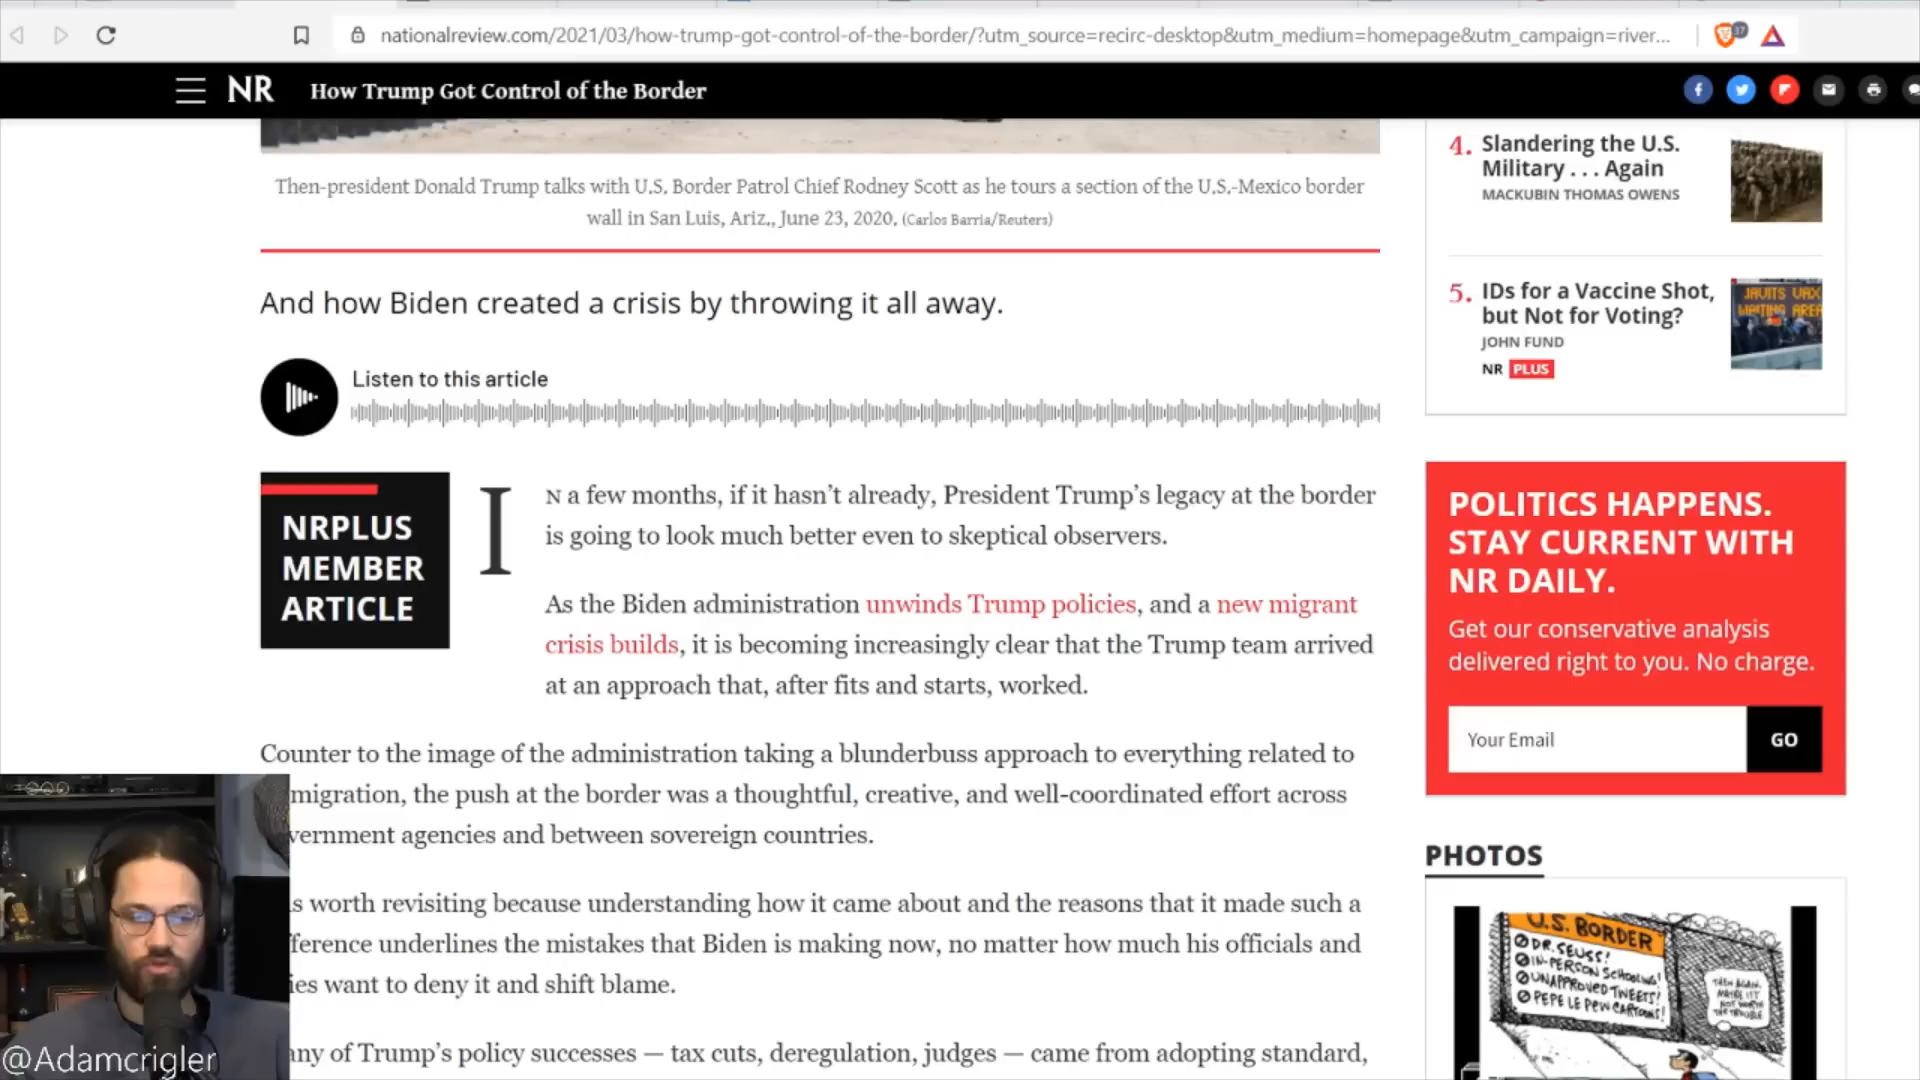 nationalreview.com/2021/03/how-trump-got-control-of-the-border/?utm_source=recirc-desktop&utm_medium=homepage&utm_campaign=river...
37
NR How Trump Got Control of the Border
Then-president Donald Trump talks with U.S. Border Patrol Chief Rodney Scott as he tours a section of the U.S.-Mexico border
wall in San Luis, Ariz., June 23, 2020. (Carlos Barria/Reuters)
And how Biden created a crisis by throwing it all away.
Listen to this article
NRPLUS
MEMBER
ARTICLE
IN a few months, if it hasn't already, President Trump's legacy at the border
is going to look much better even to skeptical observers.
As the Biden administration unwinds Trump policies, and a new migrant
crisis builds, it is becoming increasingly clear that the Trump team arrived
at an approach that, after fits and starts, worked.
Counter to the image of the administration taking a blunderbuss approach to everything related to
migration, the push at the border was a thoughtful, creative, and well-coordinated effort across
vernment agencies and between sovereign countries.
s worth revisiting because understanding how it came about and the reasons that it made such a
ference underlines the mistakes that Biden is making now, no matter how much his officials and
ies want to deny it and shift blame.
any of Trump's policy successes — tax cuts, deregulation, judges — came from adopting standard,
@Adamcrigler
4. Slandering the U.S.
Military . . . Again
MACKUBIN THOMAS OWENS
5. IDs for a Vaccine Shot,
but Not for Voting?
JOHN FUND
NR PLUS
JAVITS VAX
WAITING AREA
POLITICS HAPPENS.
STAY CURRENT WITH
NR DAILY.
Get our conservative analysis
delivered right to you. No charge.
Your Email
GO
PHOTOS
U.S. BORDER
DR. SEUSS!
IN-PERSON SCHOOLING!
UNAPPROVED TWEETS!
PEPE LE PEW CARTOONS!
THEN AGAIN,
MAYBE IT'S
NOT WORTH
THE TROUBLE